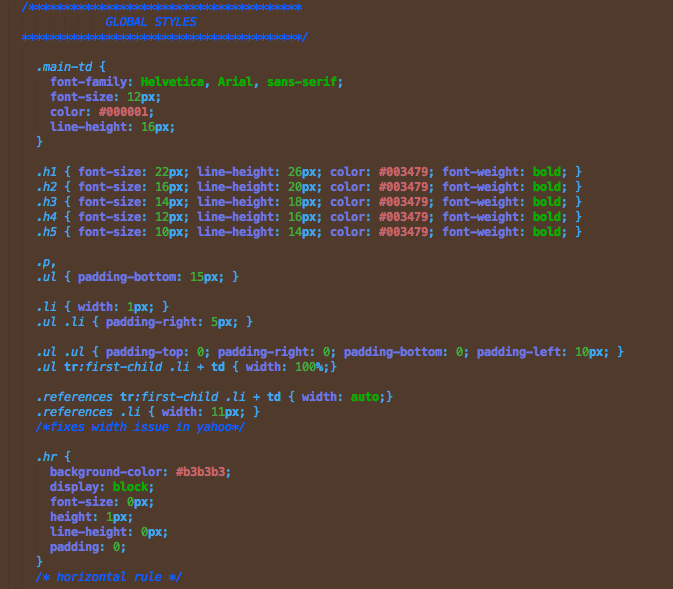 /***************************************
GLOBAL STYLES
****************************************/
.main-td {
font-family: Helvetica, Arial, sans-serif;
font-size: 12px;
color: #000001;
line-height: 16px;
}
.h1 { font-size: 22px; line-height: 26px; color: #003479; font-weight: bold; }
.h2 { font-size: 16px; line-height: 20px; color: #003479; font-weight: bold; }
.h3 { font-size: 14px; line-height: 18px; color: #003479; font-weight: bold; }
.h4 { font-size: 12px; line-height: 16px; color: #003479; font-weight: bold; }
.h5 { font-size: 10px; line-height: 14px; color: #003479; font-weight: bold; }
.p,
.ul { padding-bottom: 15px; }
.li { width: 1px; }
.ul .li { padding-right: 5px; }
.ul .ul { padding-top: 0; padding-right: 0; padding-bottom: 0; padding-left: 10px; }
.ul tr:first-child .li + td { width: 100%;}
.references tr:first-child .li + td { width: auto;}
.references .li { width: 11px; }
/*fixes width issue in yahoo*/
.hr {
background-color: #b3b3b3;
display: block;
font-size: 0px;
height: 1px;
line-height: 0px;
padding: 0;
}
/* horizontal rule */